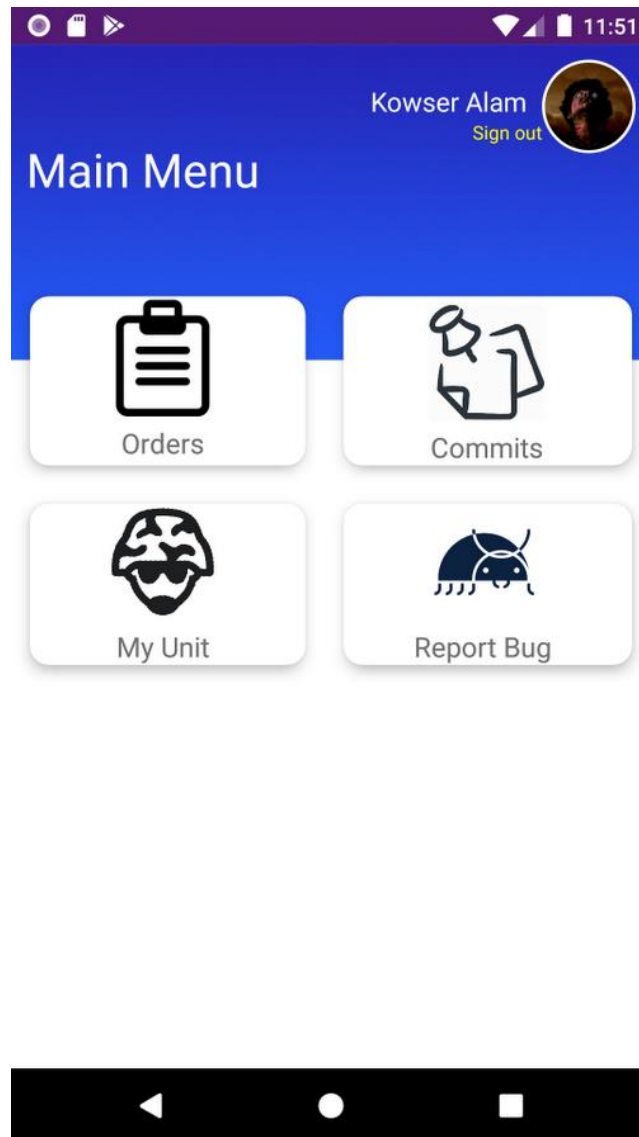 11:51
Kowser Alam
Sign out
Main Menu
Orders
Commits
My Unit
Report Bug